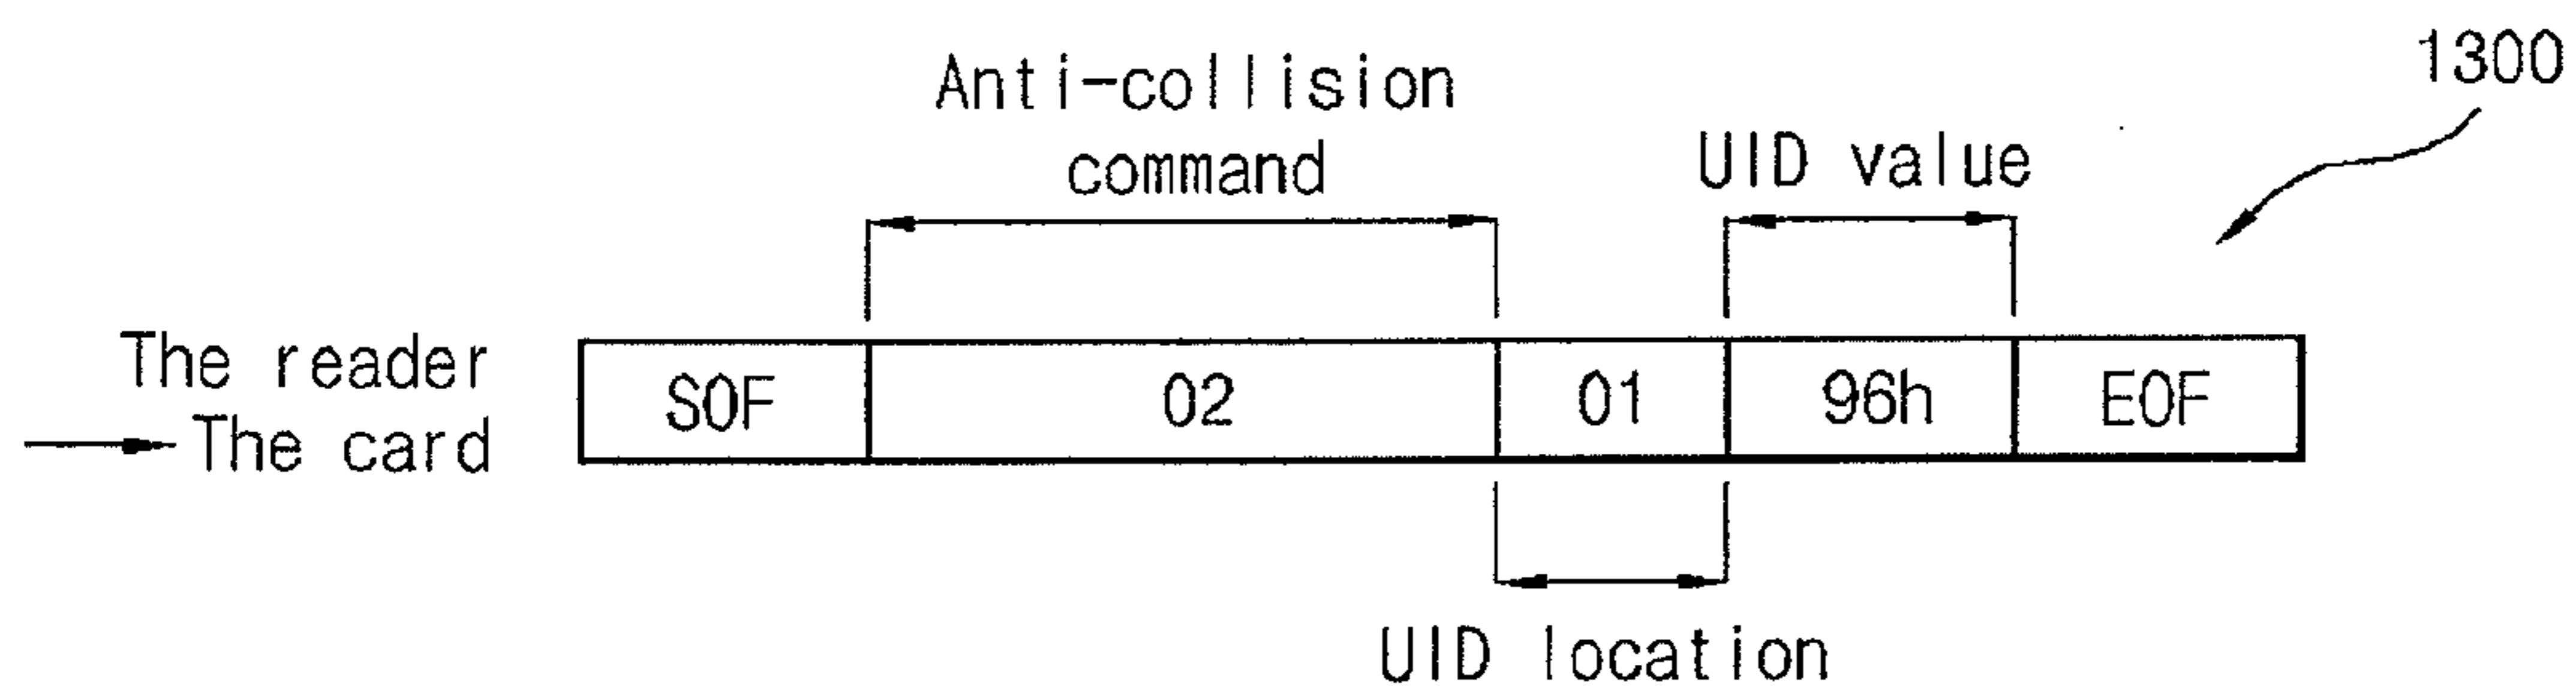 1300
Anti-collision
command
UID value
The reader
The card
SOF 02 01 96h EOF
UID location